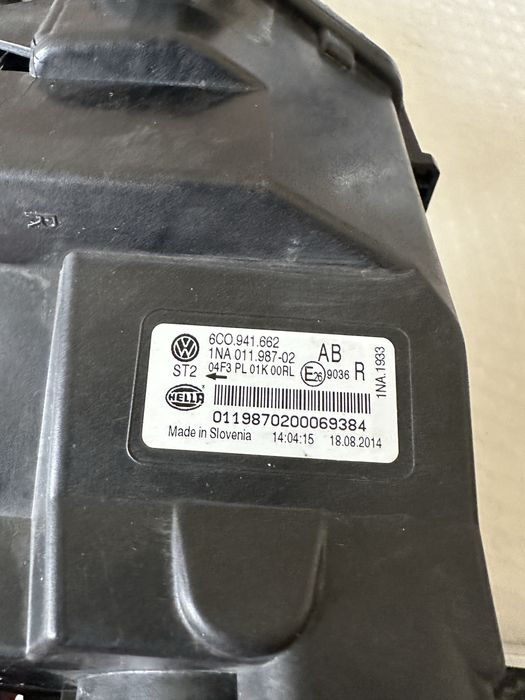 6C0.941.662
1NA 011.987-02
AB
ST2
04F3 PL 01K 00RL
E26
9036
R
1NA.1933
HELLA
0119870200069384
Made in Slovenia 14:04:15 18.08.2014